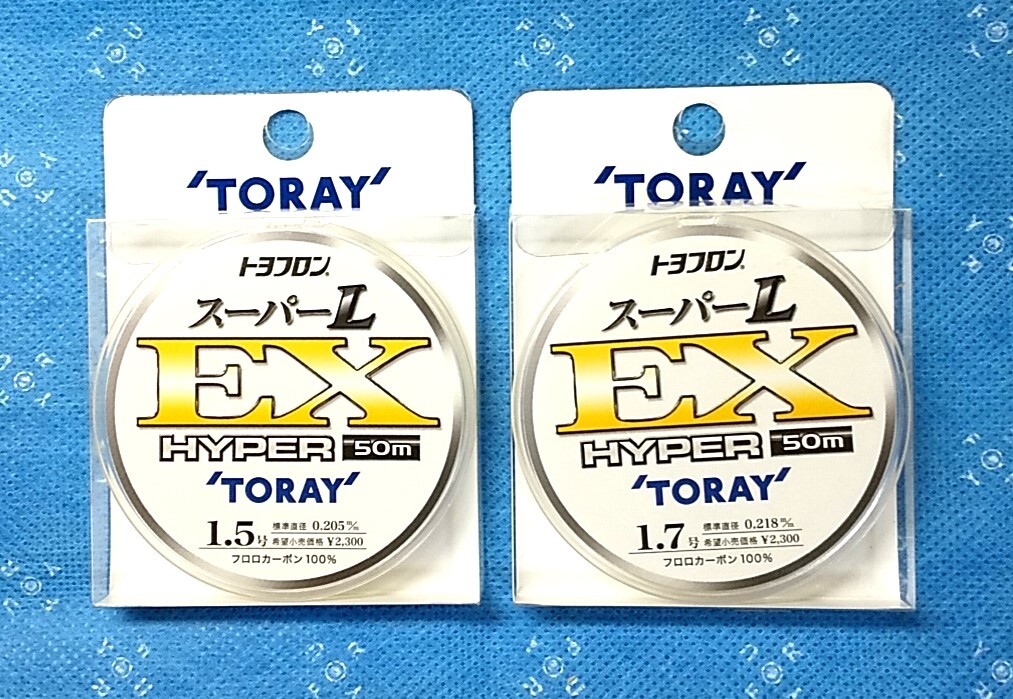 'TORAY'
トヨフロン®
スーパーL
EX
HYPER 50m
'TORAY'
1.5号 標準直径 0.205㎜
希望小売価格 ¥2,300
フロロカーボン100%
'TORAY'
トヨフロン®
スーパーL
EX
HYPER 50m
'TORAY'
1.7号 標準直径 0.218㎜
希望小売価格 ¥2,300
フロロカーボン100%